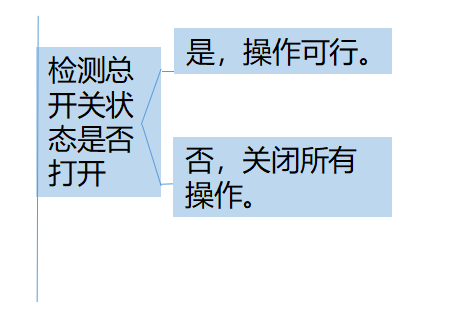 检测总
开关状
态是否
打开
是，操作可行。
否，关闭所有
操作。